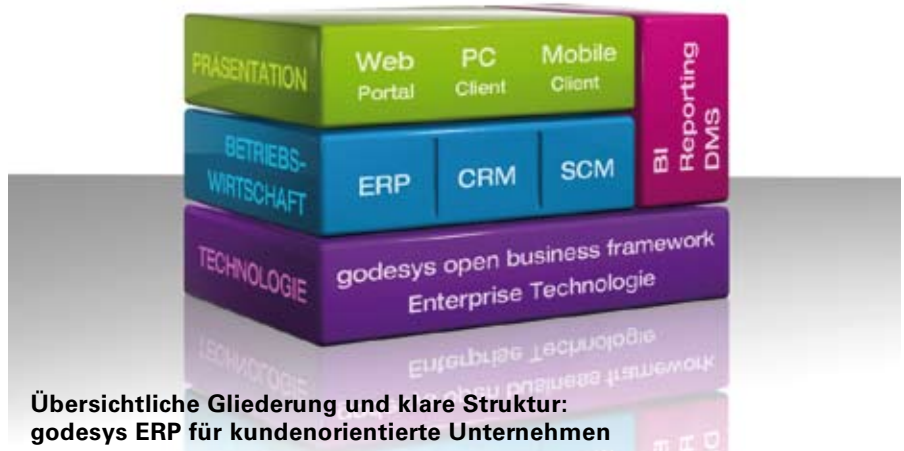 PRÄSENTATION
Web
Portal
PC
Client
Mobile
Client
BI
Reporting
DMS
BETRIEBS-
WIRTSCHAFT
ERP
CRM
SCM
TECHNOLOGIE
godesys open business framework
Enterprise Technologie
Übersichtliche Gliederung und klare Struktur:
godesys ERP für kundenorientierte Unternehmen